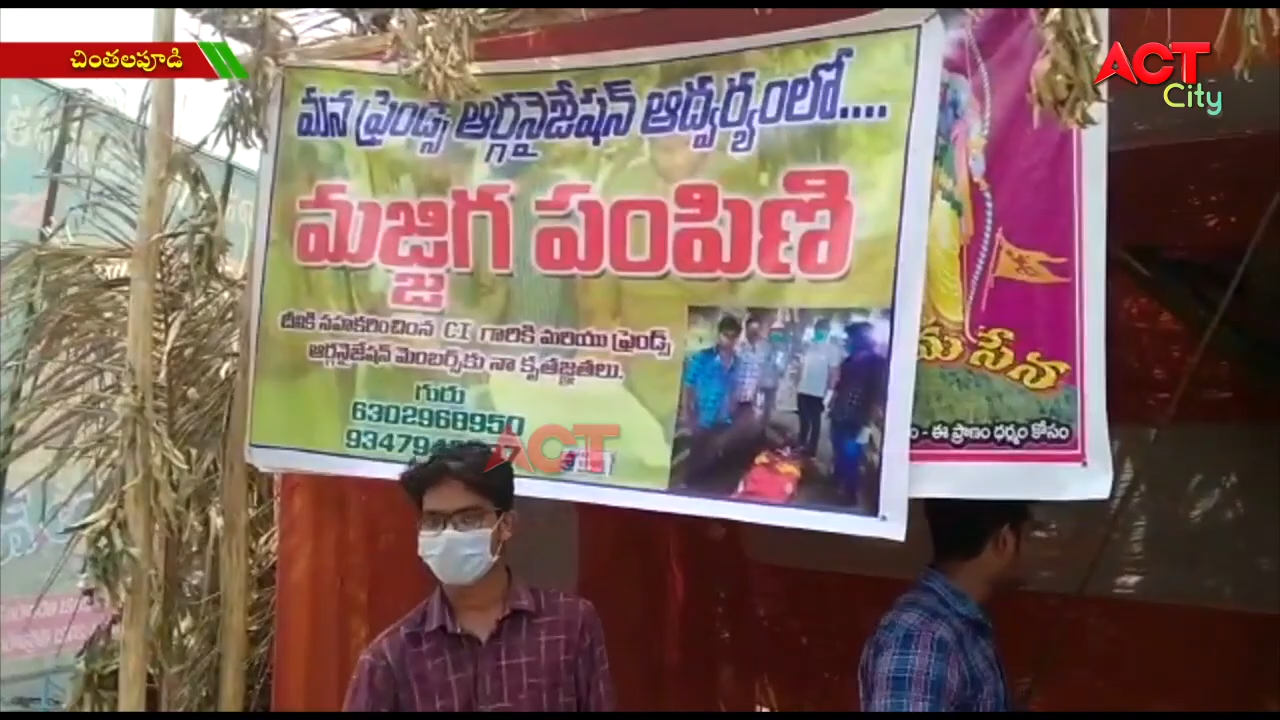 చింతలపూడి
ACT
City
మన ఫ్రెండ్స్ ఆర్గనైజేషన్ ఆద్వర్యంలో....
మజ్జిగ పంపిణి
దీనికి సహకరించిన CI గారికి మరియు ఫ్రెండ్స్
ఆర్గనైజేషన్ మెంబర్స్‌కు నా కృతజ్ఞతలు.
గురు
6302968950
ACT
సేనా
- ఈ ప్రాణం ధర్మం కోసం